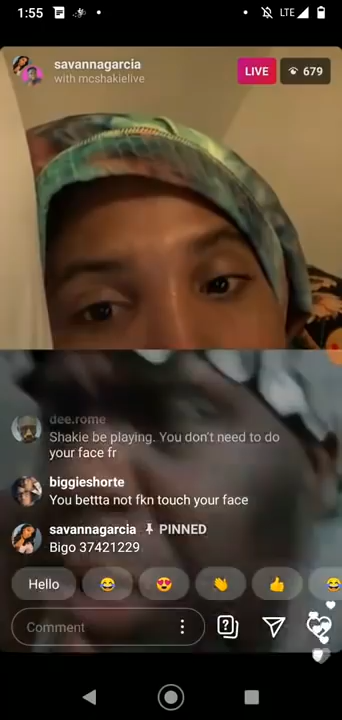 1:55
LTE
savannagarcia
with mcshakielive
LIVE
679
dee.rome
Shakie be playing. You don't need to do
your face fr
biggieshorte
You bettta not fkn touch your face
savannagarcia PINNED
Bigo 37421229
Hello
Comment